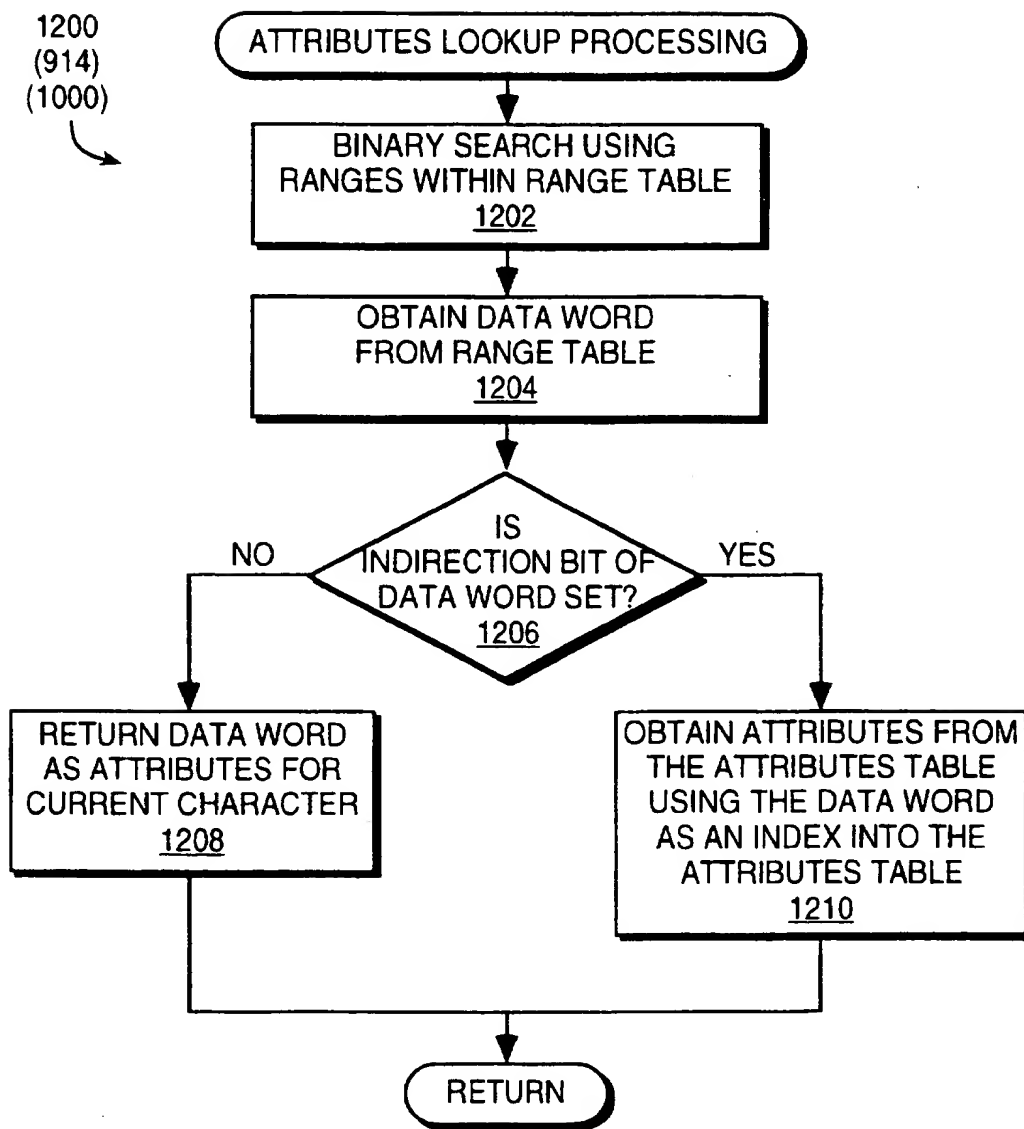 1200
(914)
(1000)
ATTRIBUTES LOOKUP PROCESSING
BINARY SEARCH USING
RANGES WITHIN RANGE TABLE
1202
OBTAIN DATA WORD
FROM RANGE TABLE
1204
IS
INDIRECTION BIT OF
DATA WORD SET?
1206
NO
YES
RETURN DATA WORD
AS ATTRIBUTES FOR
CURRENT CHARACTER
1208
OBTAIN ATTRIBUTES FROM
THE ATTRIBUTES TABLE
USING THE DATA WORD
AS AN INDEX INTO THE
ATTRIBUTES TABLE
1210
RETURN